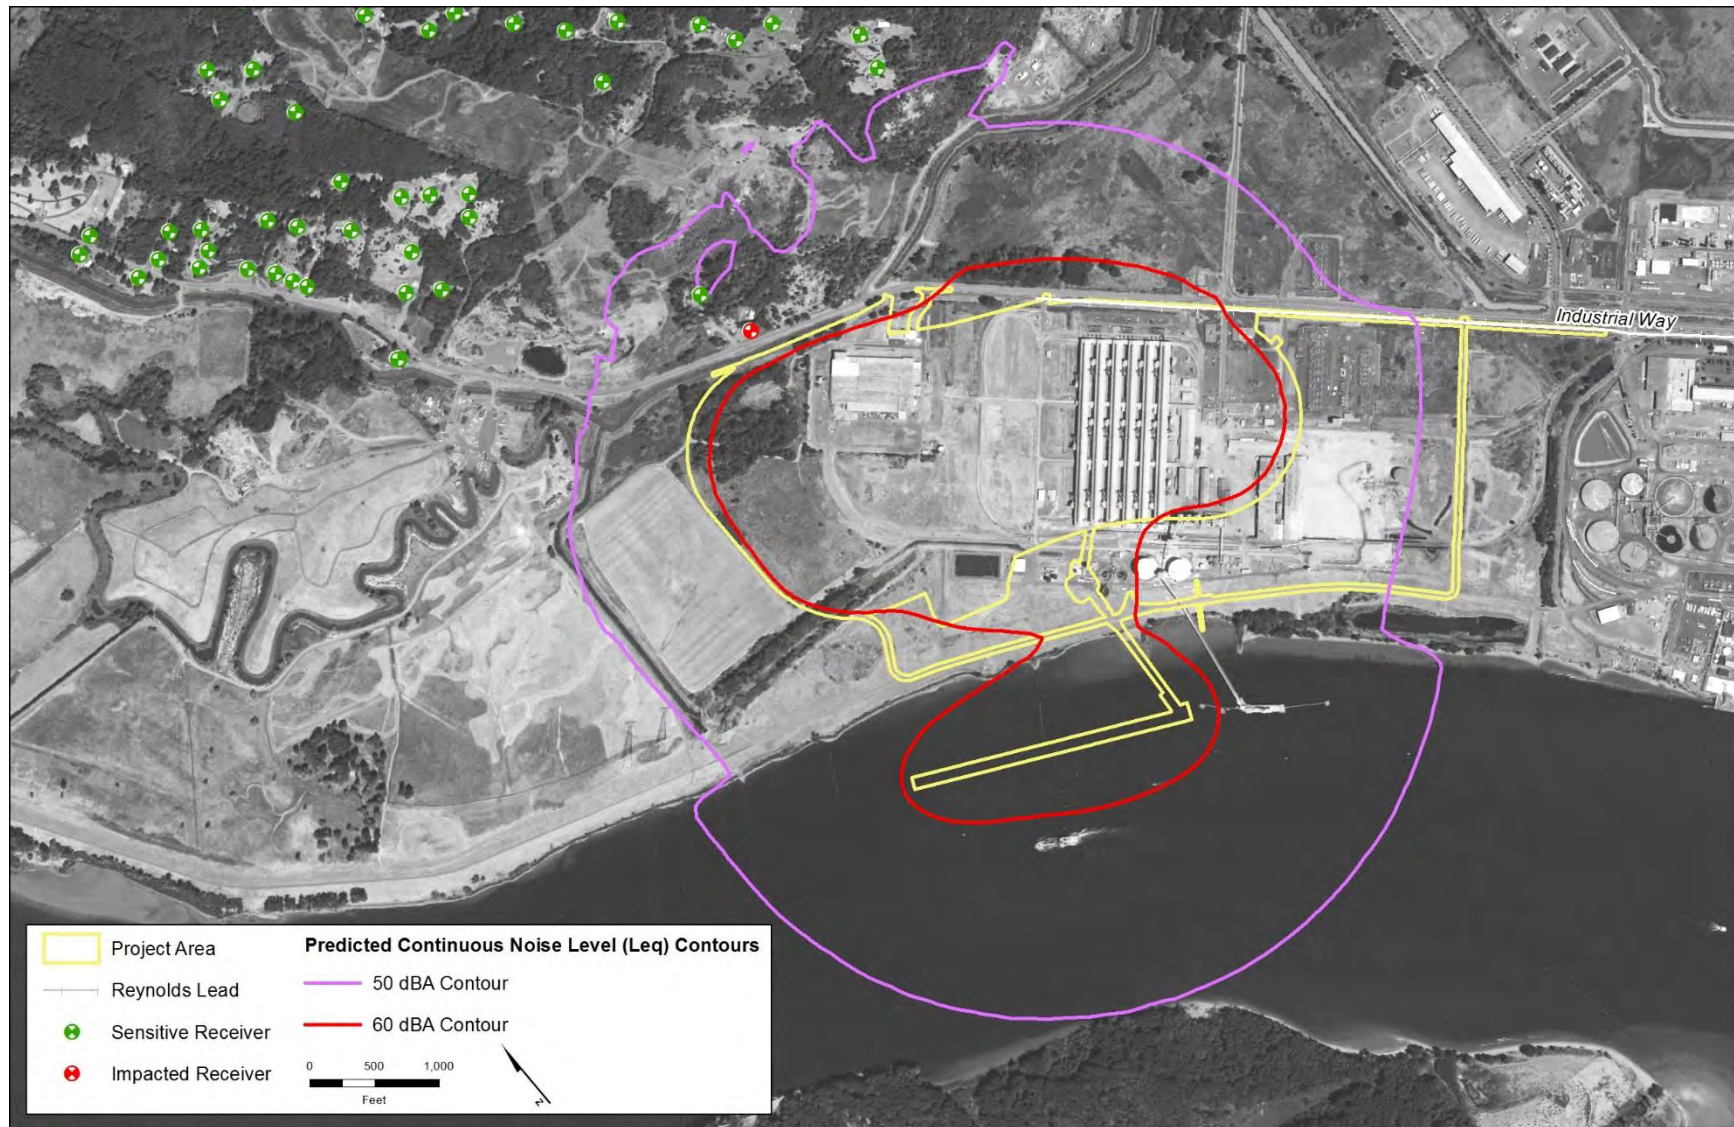 Industrial Way
Project Area
Reynolds Lead
Sensitive Receiver
Impacted Receiver
Predicted Continuous Noise Level (Leq) Contours
50 dBA Contour
60 dBA Contour
0 500 1,000
Feet
N